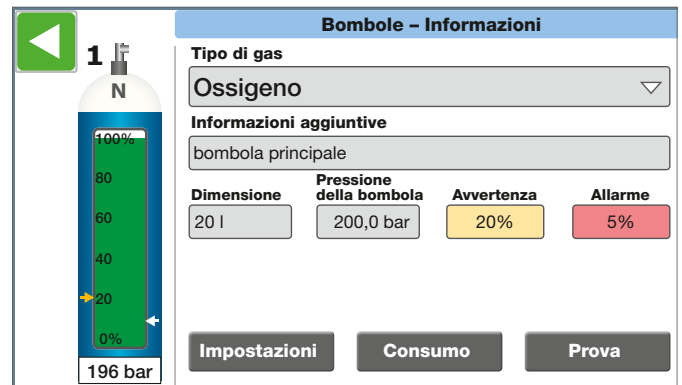 Bombole – Informazioni
1
N
100%
80
60
40
20
0%
196 bar
Tipo di gas
Ossigeno
Informazioni aggiuntive
bombola principale
Dimensione
Pressione
della bombola
Avvertenza
Allarme
20 l
200,0 bar
20%
5%
Impostazioni
Consumo
Prova